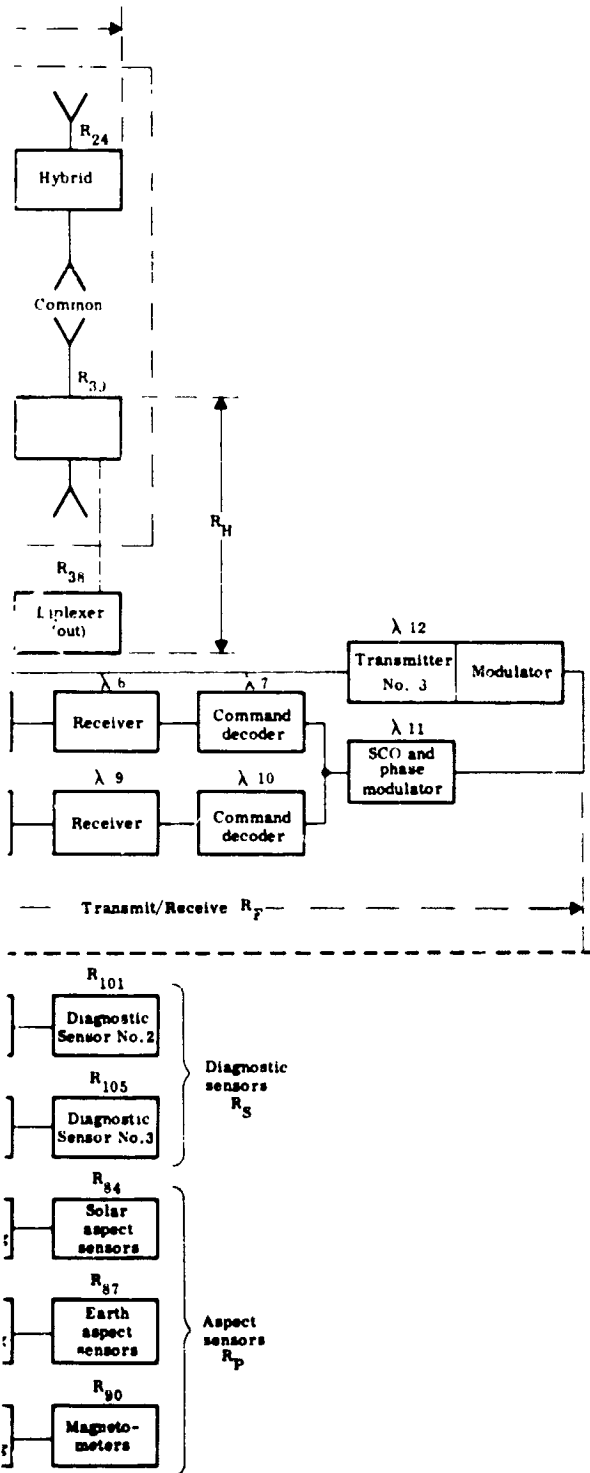 R24
Hybrid
Common
R30
RH
R38
(out)
λ 12
Transmitter
No. 3
Modulator
λ 6
λ 7
Receiver
Command
decoder
λ 11
SCO and
phase
modulator
λ 9
λ 10
Receiver
Command
decoder
Transmit/Receive
R101
Diagnostic
Sensor No.2
R105
Diagnostic
Sensor No.3
Diagnostic
sensors
RS
R84
Solar
aspect
sensors
R87
Earth
aspect
sensors
Aspect
sensors
RP
R90
Magneto-
meters